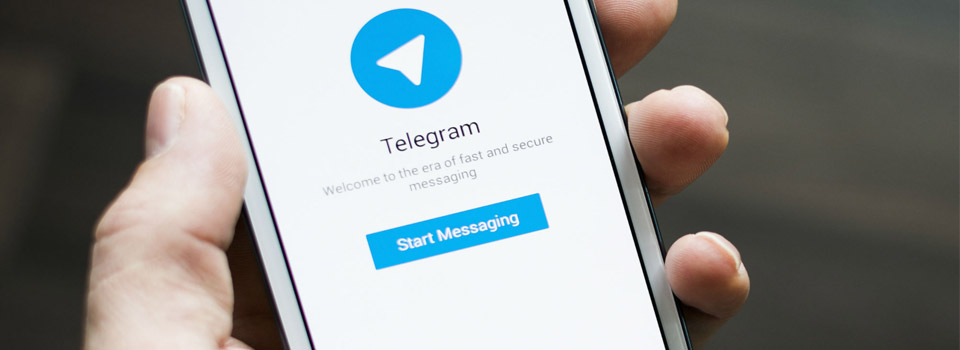 Telegram
Welcome to the era of fast and secure
messaging
Start Messaging